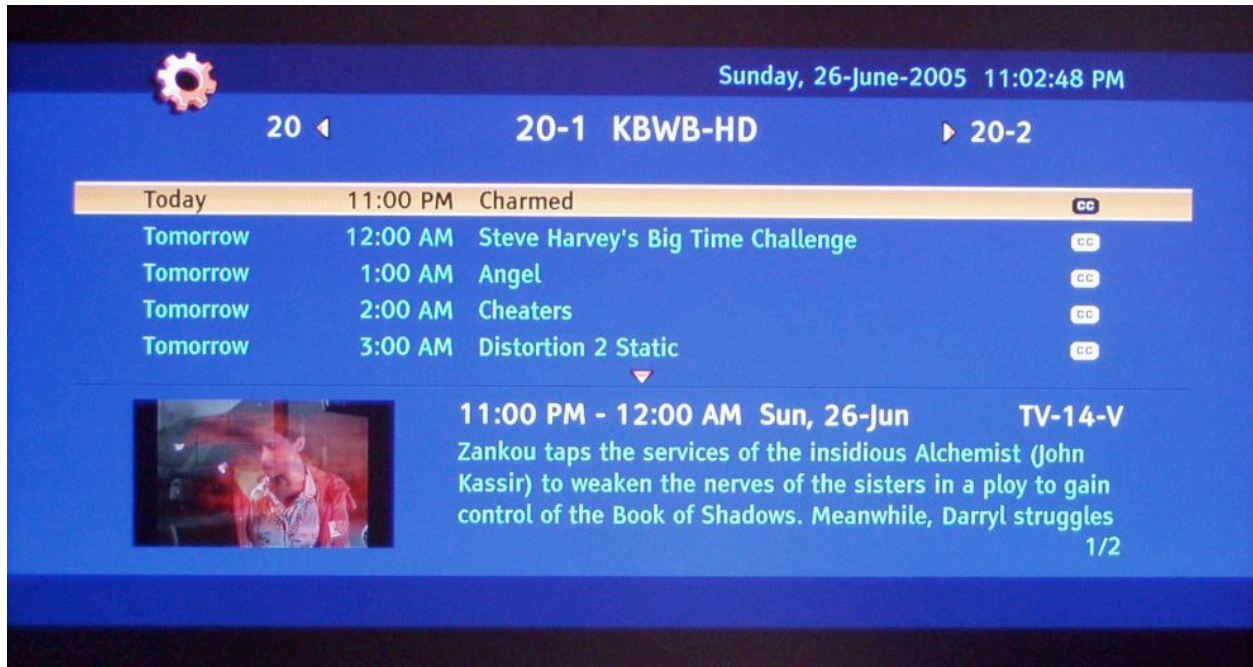 Sunday, 26-June-2005 11:02:48 PM
20 20-1 KBWB-HD 20-2
Today 11:00 PM Charmed CC
Tomorrow 12:00 AM Steve Harvey's Big Time Challenge CC
Tomorrow 1:00 AM Angel CC
Tomorrow 2:00 AM Cheaters CC
Tomorrow 3:00 AM Distortion 2 Static CC
11:00 PM - 12:00 AM Sun, 26-Jun TV-14-V
Zankou taps the services of the insidious Alchemist (John
Kassir) to weaken the nerves of the sisters in a ploy to gain
control of the Book of Shadows. Meanwhile, Darryl struggles
1/2